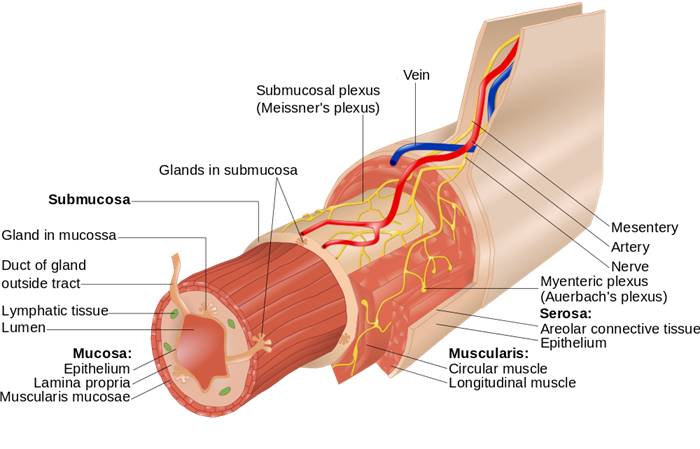 Vein
Submucosal plexus
(Meissner's plexus)
Glands in submucosa
Submucosa
Gland in mucossa
Duct of gland
outside tract
Lymphatic tissue
Lumen
Mucosa:
Epithelium
Lamina propria
Muscularis mucosae
Mesentery
Artery
Nerve
Myenteric plexus
(Auerbach's plexus)
Serosa:
Areolar connective tissue
Epithelium
Muscularis:
Circular muscle
Longitudinal muscle